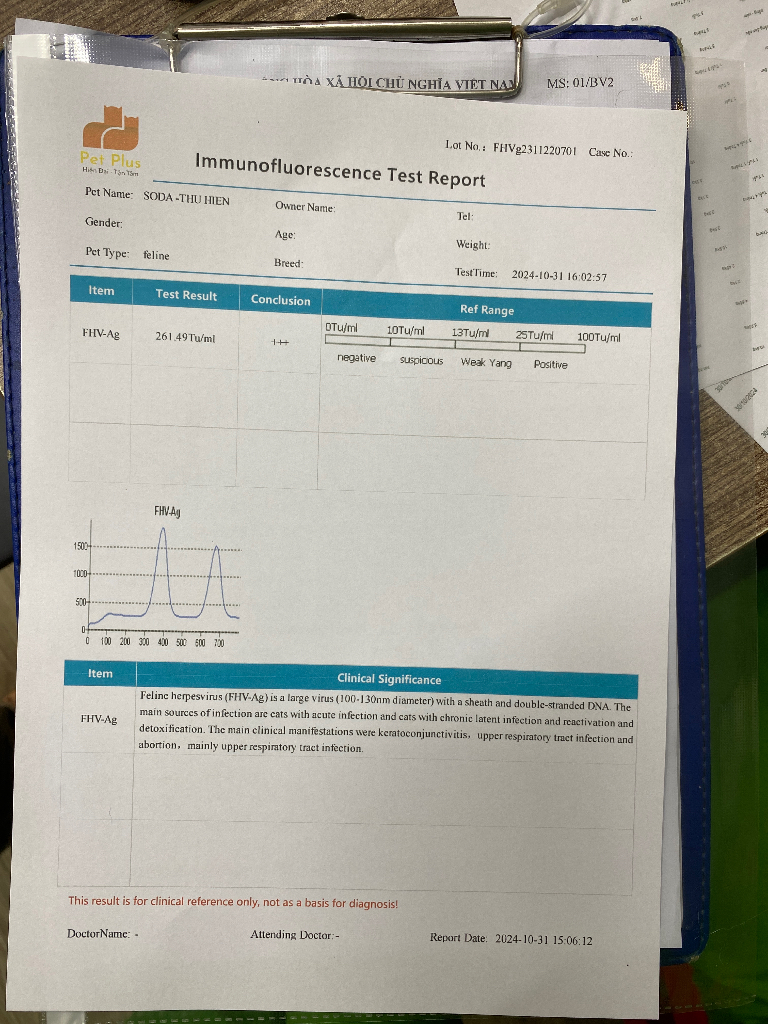 HÒA XÃ HỘI CHỦ NGHĨA VIỆT NAM
MS: 01/BV2
Pet Plus
Hiện Đại - Tận Tâm
Lot No.: FHVg2311220701 Case No.:
Immunofluorescence Test Report
Pet Name: SODA -THU HIEN Owner Name: Tel:
Gender: Age: Weight:
Pet Type: feline Breed: TestTime: 2024-10-31 16:02:57
Item Test Result Conclusion Ref Range
FHV-Ag 261.49Tu/ml +++
0Tu/ml 10Tu/ml 13Tu/ml 25Tu/ml 100Tu/ml
negative suspicious Weak Yang Positive
FHV-Ag
1500
1000
500
0
0 100 200 300 400 500 600 700
Item Clinical Significance
FHV-Ag
Feline herpesvirus (FHV-Ag) is a large virus (100-130nm diameter) with a sheath and double-stranded DNA. The
main sources of infection are cats with acute infection and cats with chronic latent infection and reactivation and
detoxification. The main clinical manifestations were keratoconjunctivitis, upper respiratory tract infection and
abortion, mainly upper respiratory tract infection.
This result is for clinical reference only, not as a basis for diagnosis!
DoctorName: - Attending Doctor:- Report Date: 2024-10-31 15:06:12